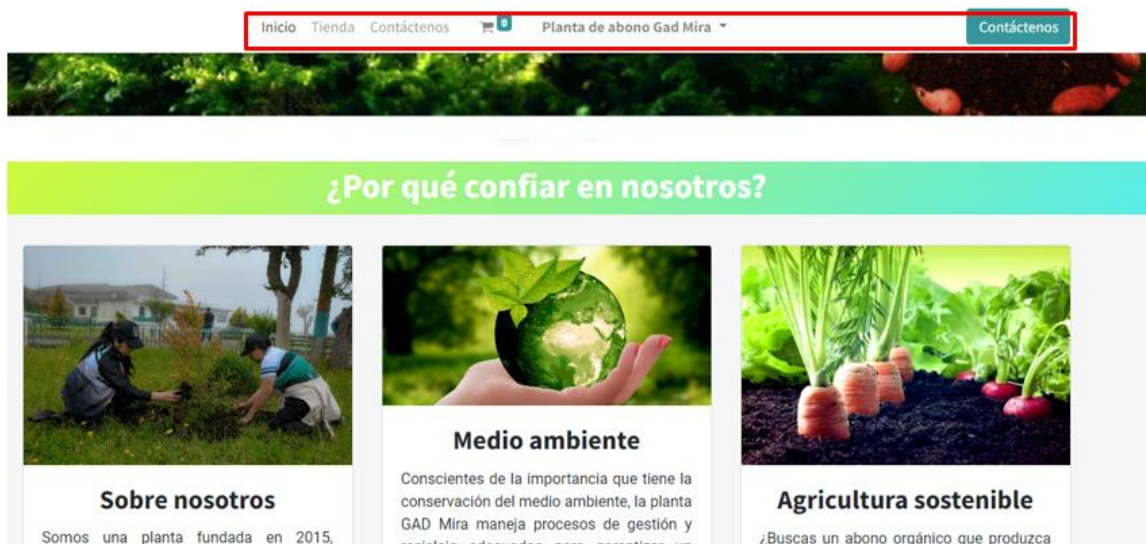 Inicio Tienda Contáctenos 0 Planta de abono Gad Mira Contáctenos
¿Por qué confiar en nosotros?
Sobre nosotros
Somos una planta fundada en 2015,
Medio ambiente
Conscientes de la importancia que tiene la
conservación del medio ambiente, la planta
GAD Mira maneja procesos de gestión y
Agricultura sostenible
¿Buscas un abono orgánico que produzca